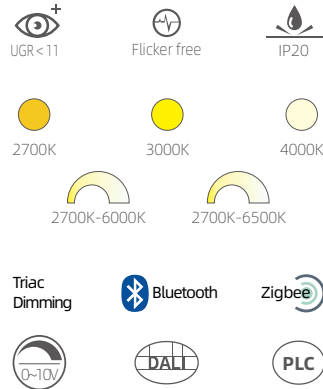 UGR < 11
Flicker free
IP20
2700K
3000K
4000K
2700K-6000K
2700K-6500K
Triac
Dimming
Bluetooth
Zigbee
0~10V
DALI
PLC